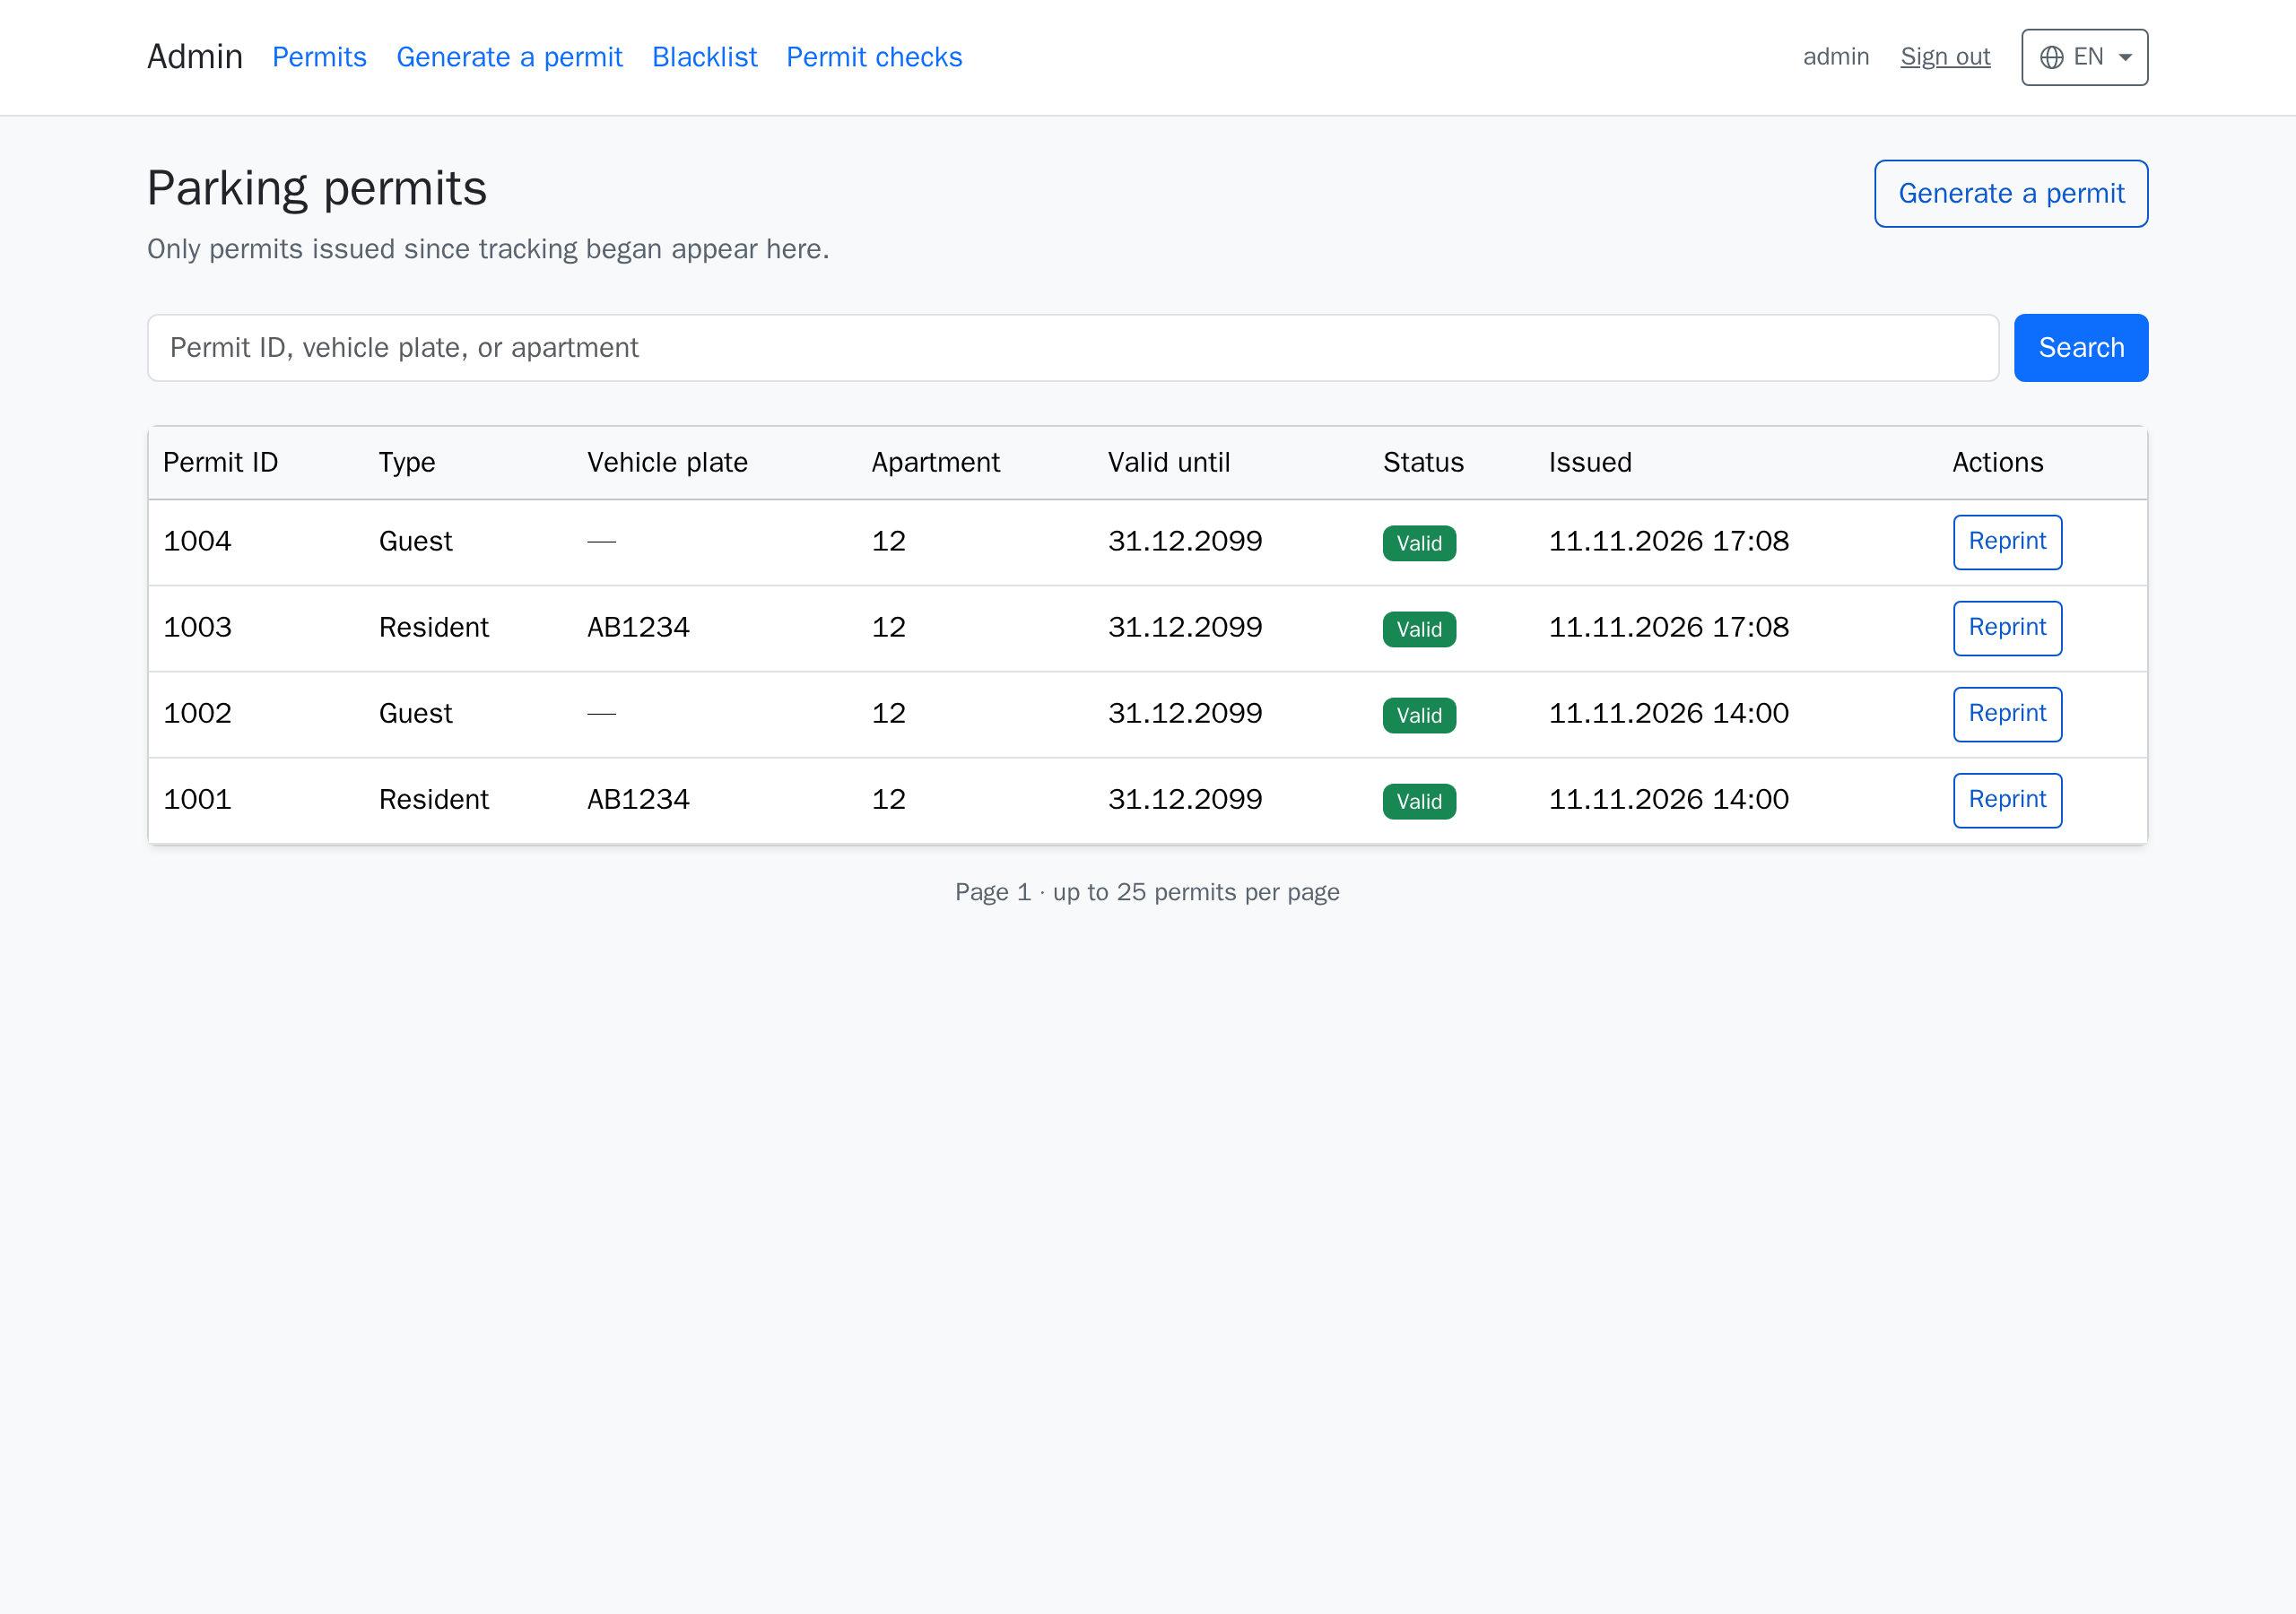 Admin Permits Generate a permit Blacklist Permit checks admin Sign out EN
Parking permits Generate a permit
Only permits issued since tracking began appear here.
Permit ID, vehicle plate, or apartment Search
Permit ID Type Vehicle plate Apartment Valid until Status Issued Actions
1004 Guest — 12 31.12.2099 Valid 11.11.2026 17:08 Reprint
1003 Resident AB1234 12 31.12.2099 Valid 11.11.2026 17:08 Reprint
1002 Guest — 12 31.12.2099 Valid 11.11.2026 14:00 Reprint
1001 Resident AB1234 12 31.12.2099 Valid 11.11.2026 14:00 Reprint
Page 1 · up to 25 permits per page